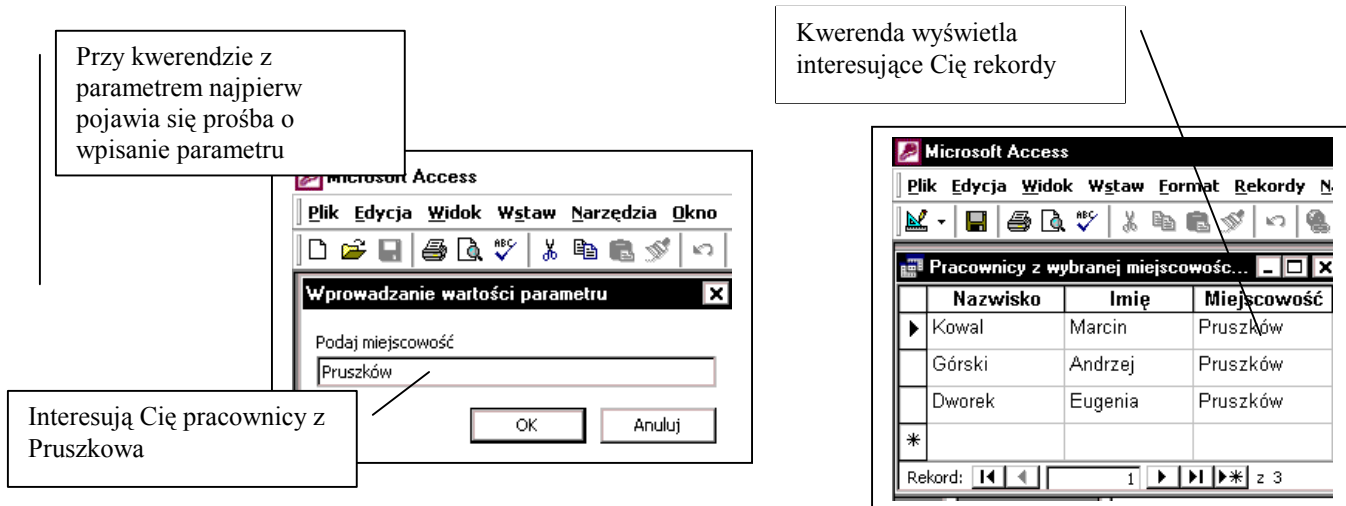 Przy kwerendzie z
parametrem najpierw
pojawia się prośba o
wpisanie parametru
Microsoft Access
Plik Edycja Widok Wstaw Narzędzia Okno
ABC
Wprowadzanie wartości parametru
Podaj miejscowość
Pruszków
OK Anuluj
Interesują Cię pracownicy z
Pruszkowa
Kwerenda wyświetla
interesujące Cię rekordy
Microsoft Access
Plik Edycja Widok Wstaw Format Rekordy N
ABC
Pracownicy z wybranej miejscowośc...
Nazwisko Imię Miejscowość
Kowal Marcin Pruszków
Górski Andrzej Pruszków
Dworek Eugenia Pruszków
Rekord: 1 z 3